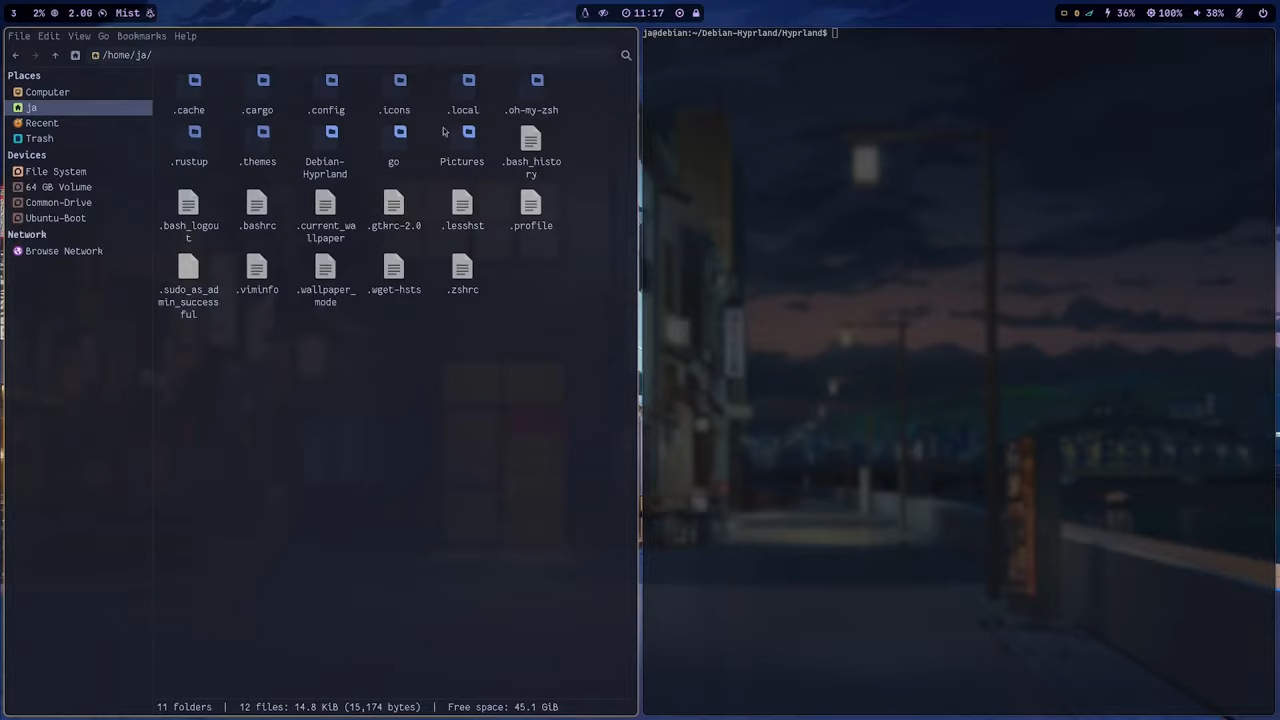 3 2% 2.0G Mist 11:17 0 36% 100% 38%
File Edit View Go Bookmarks Help
/home/ja/
Places
Computer
ja
Recent
Trash
Devices
File System
64 GB Volume
Common-Drive
Ubuntu-Boot
Network
Browse Network
.cache .cargo .config .icons .local .oh-my-zsh
.rustup .themes Debian- go Pictures .bash_histo
Hyprland ry
.bash_logou .bashrc .current_wa .gtkrc-2.0 .lesshst .profile
t llpaper
.sudo_as_ad .viminfo .wallpaper_ .wget-hsts .zshrc
min_success mode
ful
11 folders | 12 files: 14.8 KiB (15,174 bytes) | Free space: 45.1 GiB
ja@debian:~/Debian-Hyprland/Hyprland$